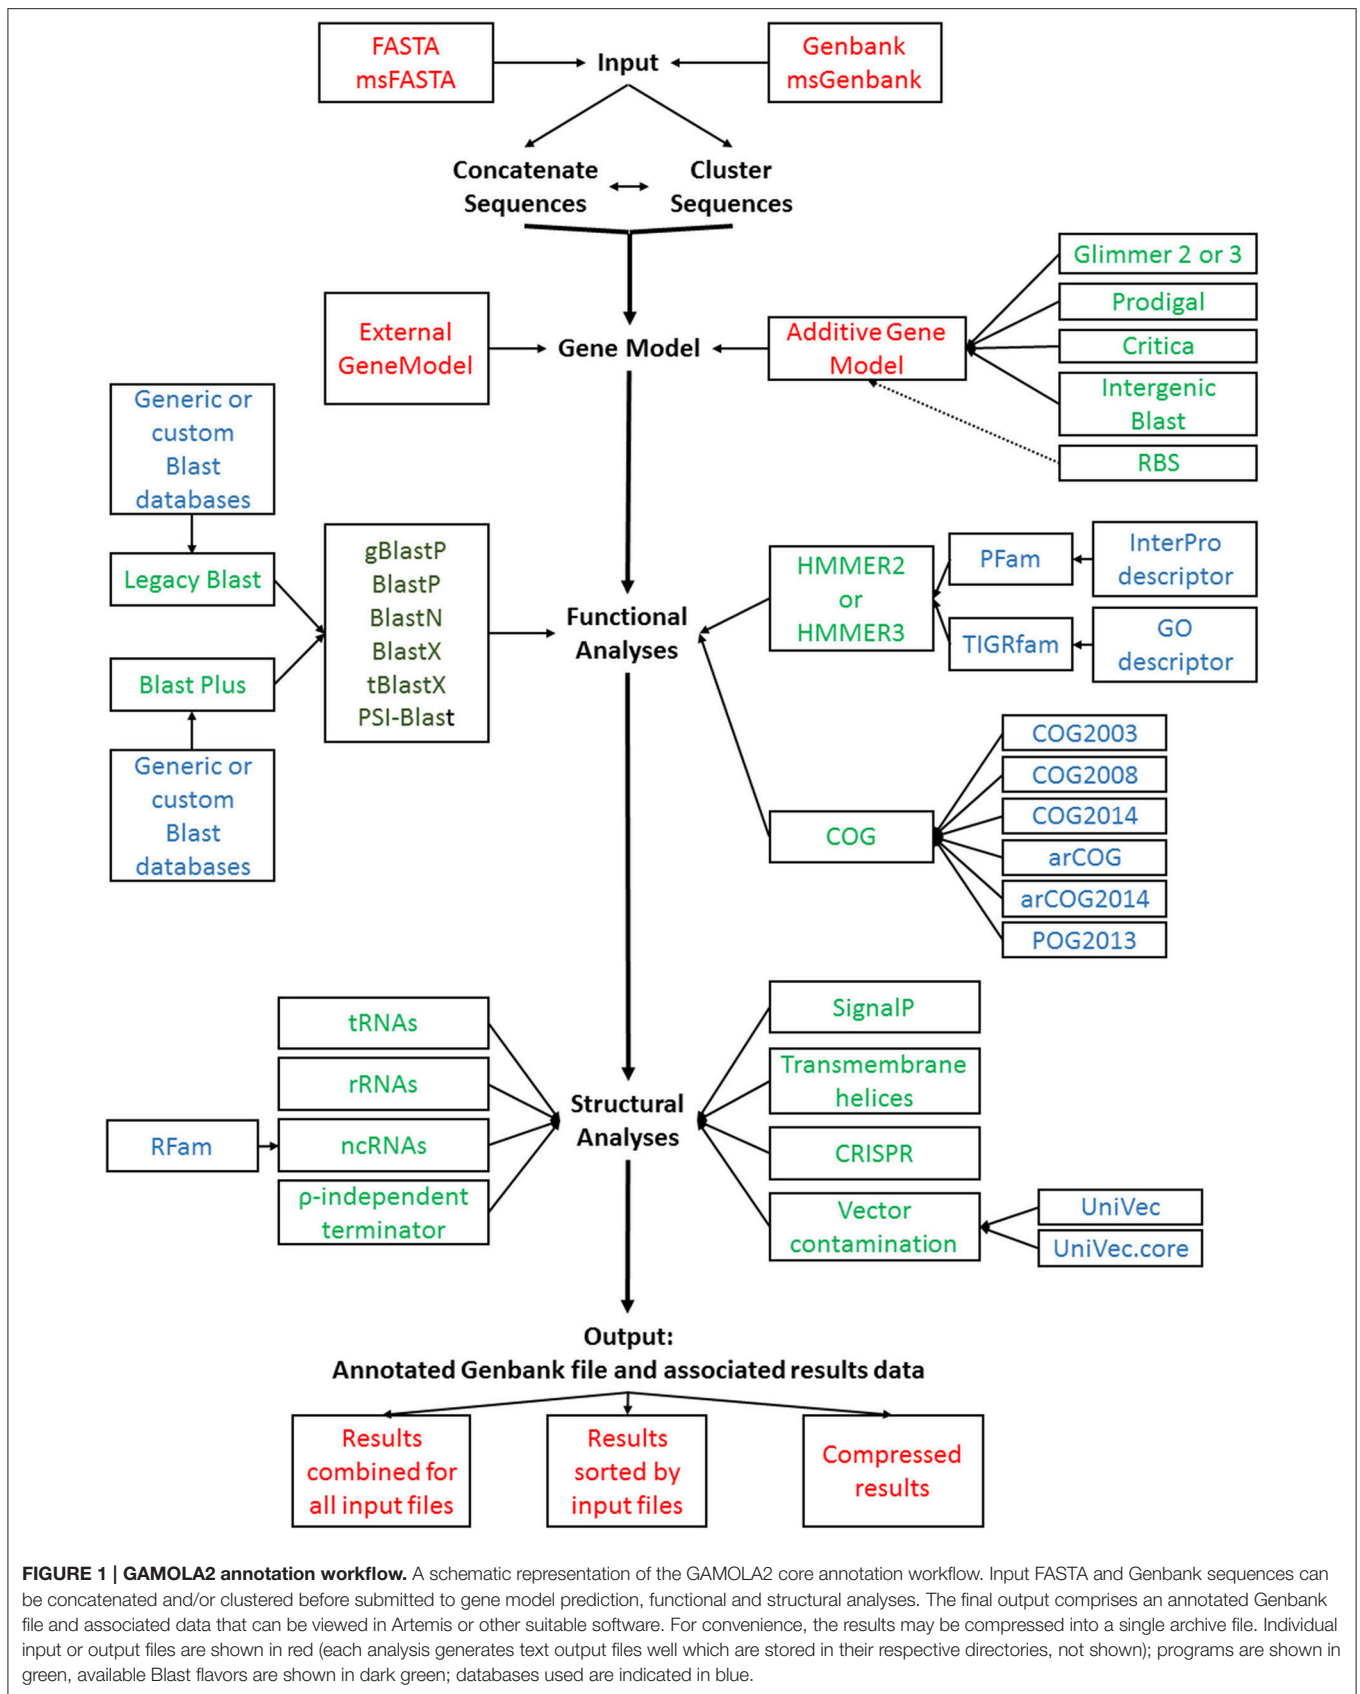 FASTA
msFASTA
Input
Genbank
msGenbank
Concatenate
Sequences
Cluster
Sequences
External
GeneModel
Gene Model
Additive Gene
Model
Glimmer 2 or 3
Prodigal
Critica
Intergenic
Blast
RBS
Generic or
custom
Blast
databases
Legacy Blast
Blast Plus
Generic or
custom
Blast
databases
gBlastP
BlastP
BlastN
BlastX
tBlastX
PSI-Blast
Functional
Analyses
HMMER2
or
HMMER3
PFam
TIGRfam
InterPro
descriptor
GO
descriptor
COG
COG2003
COG2008
COG2014
arCOG
arCOG2014
POG2013
RFam
tRNAs
rRNAs
ncRNAs
ρ-independent
terminator
Structural
Analyses
SignalP
Transmembrane
helices
CRISPR
Vector
contamination
UniVec
UniVec.core
Output:
Annotated Genbank file and associated results data
Results
combined for
all input files
Results
sorted by
input files
Compressed
results
FIGURE 1 | GAMOLA2 annotation workflow. A schematic representation of the GAMOLA2 core annotation workflow. Input FASTA and Genbank sequences can
be concatenated and/or clustered before submitted to gene model prediction, functional and structural analyses. The final output comprises an annotated Genbank
file and associated data that can be viewed in Artemis or other suitable software. For convenience, the results may be compressed into a single archive file. Individual
input or output files are shown in red (each analysis generates text output files well which are stored in their respective directories, not shown); programs are shown in
green, available Blast flavors are shown in dark green; databases used are indicated in blue.